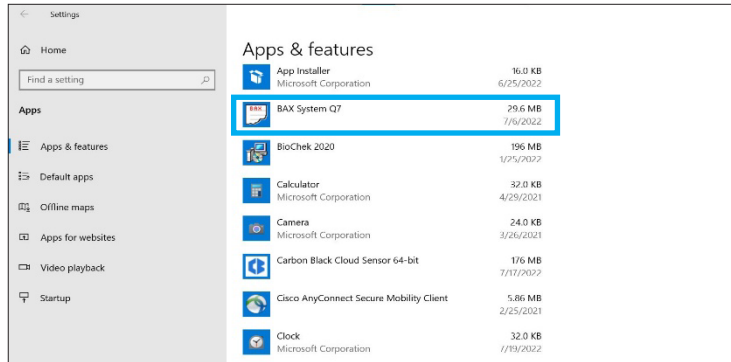 Settings
Home
Find a setting
Apps
Apps & features
Default apps
Offline maps
Apps for websites
Video playback
Startup
Apps & features
App Installer 16.0 KB
Microsoft Corporation 6/25/2022
BAX
BAX System Q7 29.6 MB
7/6/2022
BioChek 2020 196 MB
1/25/2022
Calculator 32.0 KB
Microsoft Corporation 4/29/2021
Camera 24.0 KB
Microsoft Corporation 3/26/2021
Carbon Black Cloud Sensor 64-bit 176 MB
7/17/2022
Cisco AnyConnect Secure Mobility Client 5.86 MB
2/25/2021
Clock 32.0 KB
Microsoft Corporation 7/19/2022